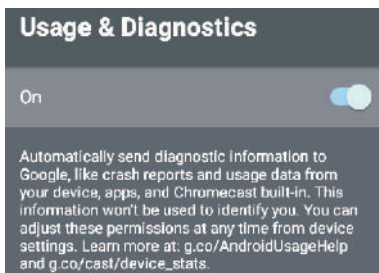 Usage & Diagnostics
On
Automatically send diagnostic information to
Google, like crash reports and usage data from
your device, apps, and Chromecast built-in. This
information won't be used to identify you. You can
adjust these permissions at any time from device
settings. Learn more at: g.co/AndroidUsageHelp
and g.co/cast/device_stats.